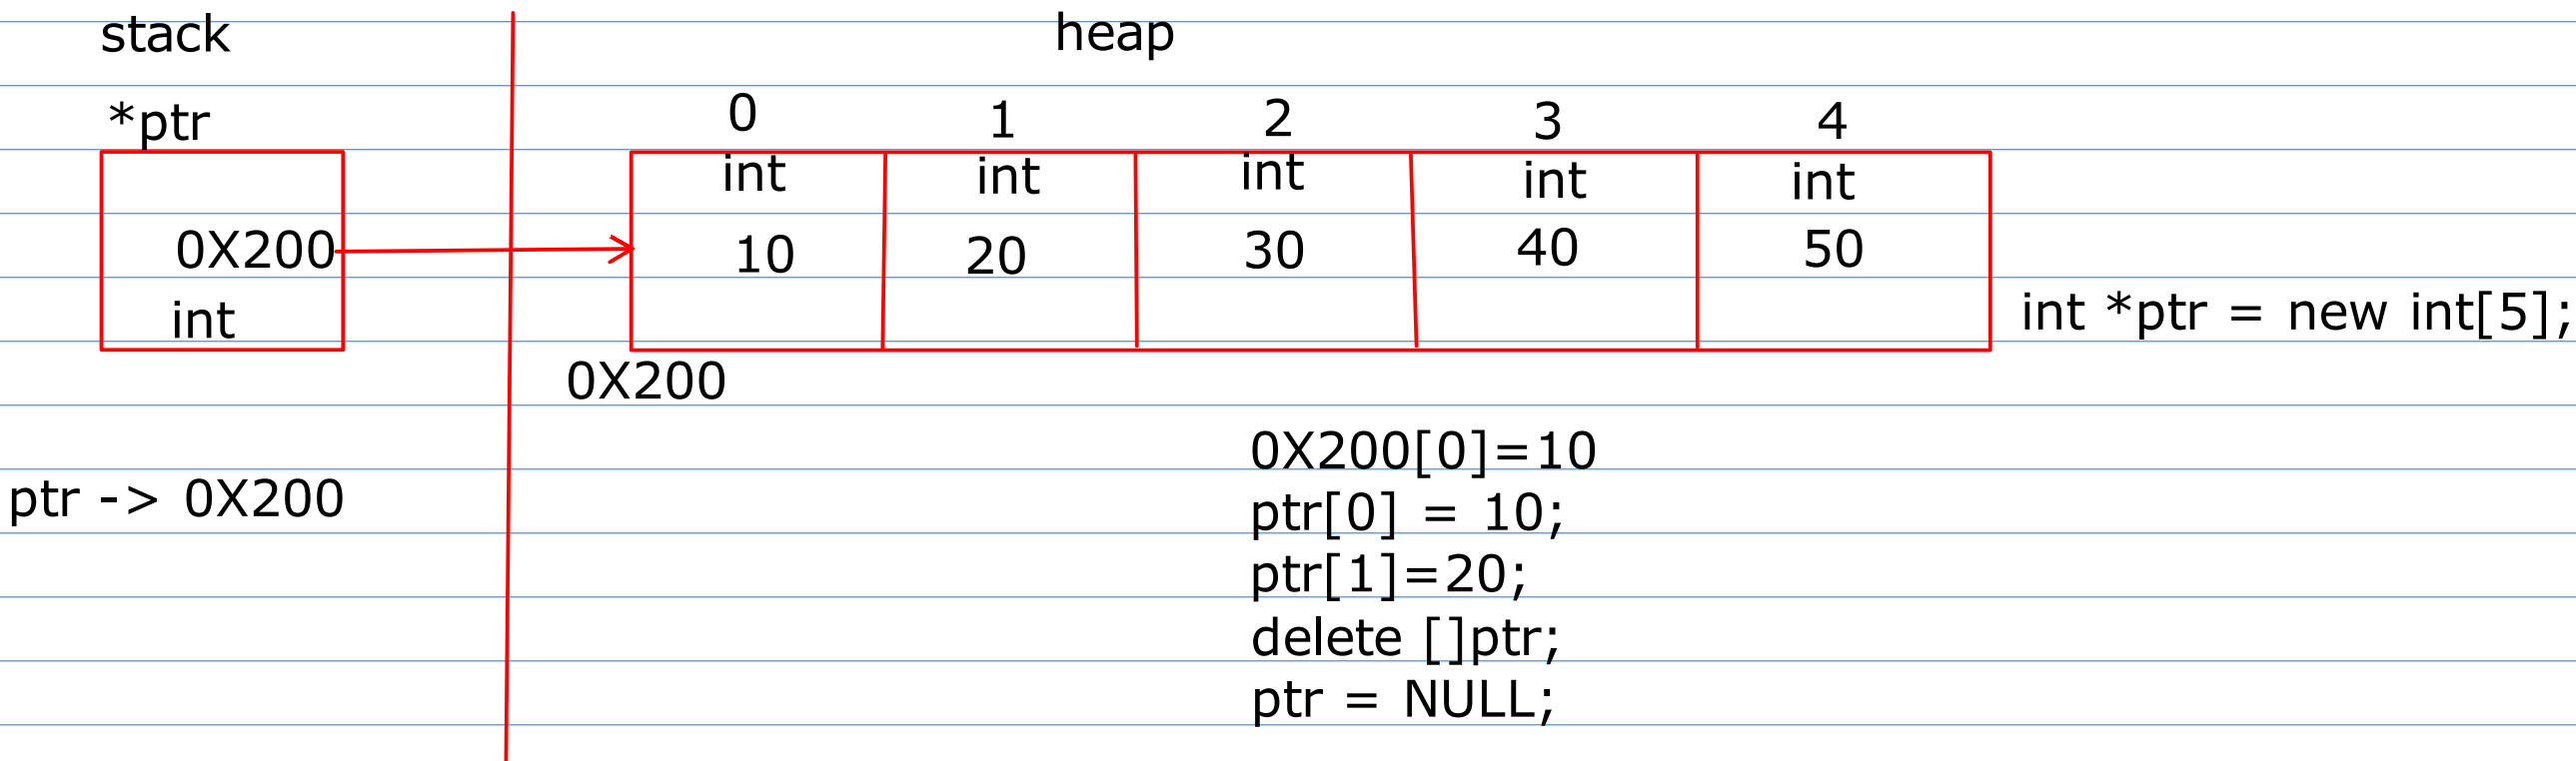 stack heap
*ptr 0 1 2 3 4
int int int int int
0X200 10 20 30 40 50
int
int *ptr = new int[5];
0X200
0X200[0]=10
ptr -> 0X200
ptr[0] = 10;
ptr[1]=20;
delete []ptr;
ptr = NULL;